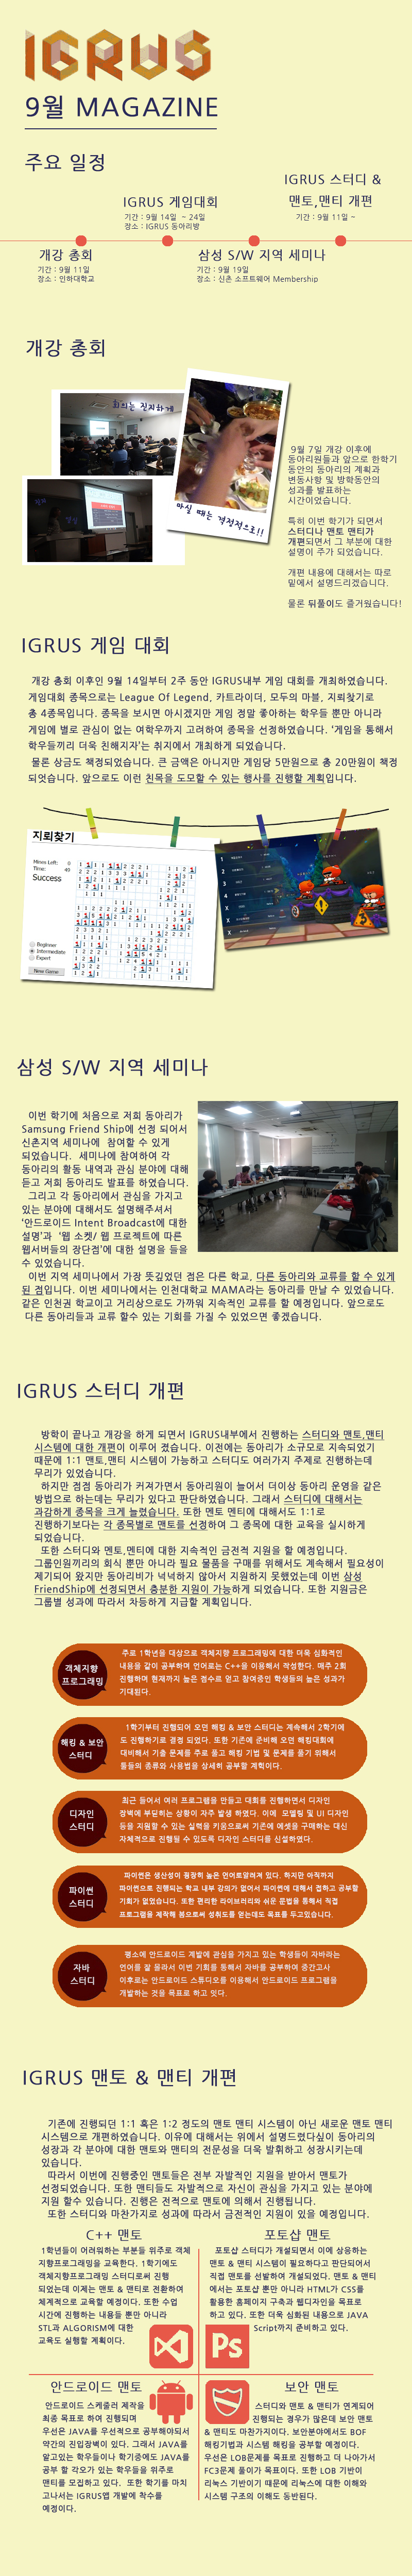 IGRUS
9월 MAGAZINE
주요 일정
IGRUS 스터디 &
맨토,맨티 개편
기간 : 9월 11일 ~
IGRUS 게임대회
기간 : 9월 14일 ~ 24일
장소 : IGRUS 동아리방
개강 총회
기간 : 9월 11일
장소 : 인하대학교
삼성 S/W 지역 세미나
기간 : 9월 19일
장소 : 신촌 소프트웨어 Membership
개강 총회
회의는 진지하게
마실 때는 걱정적으로!!
9월 7일 개강 이후에
동아리원들과 앞으로 한학기
동안의 동아리의 계획과
변동사항 및 방학동안의
성과를 발표하는
시간이었습니다.
특히 이번 학기가 되면서
스터디나 맨토 맨티가
개편되면서 그 부분에 대한
설명이 주가 되었습니다.
개편 내용에 대해서는 따로
밑에서 설명드리겠습니다.
물론 뒤풀이도 즐거웠습니다!
IGRUS 게임 대회
개강 총회 이후인 9월 14일부터 2주 동안 IGRUS내부 게임 대회를 개최하였습니다.
게임대회 종목으로는 League Of Legend, 카트라이더, 모두의 마블, 지뢰찾기로
총 4종목입니다. 종목을 보시면 아시겠지만 게임 정말 좋아하는 학우들 뿐만 아니라
게임에 별로 관심이 없는 여학우까지 고려하여 종목을 선정하였습니다. '게임을 통해서
학우들끼리 더욱 친해지자'는 취지에서 개최하게 되었습니다.
물론 상금도 책정되었습니다. 큰 금액은 아니지만 게임당 5만원으로 총 20만원이 책정
되엇습니다. 앞으로도 이런 친목을 도모할 수 있는 행사를 진행할 계획입니다.
지뢰찾기
Mines Left: 0
Time: 40
Success
Beginner
Intermediate
Expert
New Game
삼성 S/W 지역 세미나
이번 학기에 처음으로 저희 동아리가
Samsung Friend Ship에 선정 되어서
신촌지역 세미나에 참여할 수 있게
되었습니다. 세미나에 참여하여 각
동아리의 활동 내역과 관심 분야에 대해
듣고 저희 동아리도 발표를 하였습니다.
그리고 각 동아리에서 관심을 가지고
있는 분야에 대해서도 설명해주셔서
'안드로이드 Intent Broadcast에 대한
설명'과 '웹 소켓/ 웹 프로젝트에 따른
웹서버들의 장단점'에 대한 설명을 들을
수 있었습니다.
이번 지역 세미나에서 가장 뜻깊었던 점은 다른 학교, 다른 동아리와 교류를 할 수 있게
된 점입니다. 이번 세미나에서는 인천대학교 MAMA라는 동아리를 만날 수 있었습니다.
같은 인천권 학교이고 거리상으로도 가까워 지속적인 교류를 할 예정입니다. 앞으로도
다른 동아리들과 교류 할수 있는 기회를 가질 수 있었으면 좋겠습니다.
IGRUS 스터디 개편
방학이 끝나고 개강을 하게 되면서 IGRUS내부에서 진행하는 스터디와 맨토,맨티
시스템에 대한 개편이 이루어 졌습니다. 이전에는 동아리가 소규모로 지속되었기
때문에 1:1 맨토,맨티 시스템이 가능하고 스터디도 여러가지 주제로 진행하는데
무리가 있었습니다.
하지만 점점 동아리가 커져가면서 동아리원이 늘어서 더이상 동아리 운영을 같은
방법으로 하는데는 무리가 있다고 판단하였습니다. 그래서 스터디에 대해서는
과감하게 종목을 크게 늘렸습니다. 또한 멘토 멘티에 대해서도 1:1로
진행하기보다는 각 종목별로 맨토를 선정하여 그 종목에 대한 교육을 실시하게
되었습니다.
또한 스터디와 멘토,멘티에 대한 지속적인 금전적 지원을 할 예정입니다.
그룹인원끼리의 회식 뿐만 아니라 필요 물품을 구매를 위해서도 계속해서 필요성이
제기되어 왔지만 동아리비가 넉넉하지 않아서 지원하지 못했었는데 이번 삼성
FriendShip에 선정되면서 충분한 지원이 가능하게 되었습니다. 또한 지원금은
그룹별 성과에 따라서 차등하게 지급할 계획입니다.
객체지향
프로그래밍
주로 1학년을 대상으로 객체지향 프로그래밍에 대한 더욱 심화적인
내용을 같이 공부하며 언어로는 C++을 이용해서 작성한다. 매주 2회
진행하며 현재까지 높은 점수르 얻고 참여중인 학생들의 높은 성과가
기대된다.
해킹 & 보안
스터디
1학기부터 진행되어 오던 해킹 & 보안 스터디는 계속해서 2학기에
도 진행하기로 결정 되었다. 또한 기존에 준비해 오던 해킹대회에
대비해서 기출 문제를 주로 풀고 해킹 기법 및 문제를 풀기 위해서
툴들의 종류와 사용법을 상세히 공부할 계획이다.
디자인
스터디
최근 들어서 여러 프로그램을 만들고 대회를 진행하면서 디자인
장벽에 부딪히는 상황이 자주 발생 하였다. 이에 모델링 및 UI 디자인
등을 지원할 수 있는 실력을 키움으로써 기존에 에셋을 구매하는 대신
자체적으로 진행될 수 있도록 디자인 스터디를 신설하였다.
파이썬
스터디
파이썬은 생산성이 굉장히 높은 언어로알려져 있다. 하지만 아직까지
파이썬으로 진행되는 학교 내부 강의가 없어서 파이썬에 대해서 접하고 공부할
기회가 없었습니다. 또한 편리한 라이브러리와 쉬운 문법을 통해서 직접
프로그램을 제작해 봄으로써 성취도를 얻는데도 목표를 두고있습니다.
자바
스터디
평소에 안드로이드 계발에 관심을 가지고 있는 학생들이 자바라는
언어를 잘 몰라서 이번 기회를 통해서 자바를 공부하여 중간고사
이후로는 안드로이드 스튜디오를 이용해서 안드로이드 프로그램을
개발하는 것을 목표로 하고 잇다.
IGRUS 맨토 & 맨티 개편
기존에 진행되던 1:1 혹은 1:2 정도의 맨토 맨티 시스템이 아닌 새로운 맨토 맨티
시스템으로 개편하였습니다. 이유에 대해서는 위에서 설명드렸다싶이 동아리의
성장과 각 분야에 대한 맨토와 맨티의 전문성을 더욱 발휘하고 성장시키는데
있습니다.
따라서 이번에 진행중인 맨토들은 전부 자발적인 지원을 받아서 맨토가
선정되었습니다. 또한 맨티들도 자발적으로 자신이 관심을 가지고 있는 분야에
지원 할수 있습니다. 진행은 전적으로 맨토에 의해서 진행됩니다.
또한 스터디와 마찬가지로 성과에 따라서 금전적인 지원이 있을 예정입니다.
C++ 맨토
1학년들이 어려워하는 부분들 위주로 객체
지향프로그래밍을 교육한다. 1학기에도
객체지향프로그래밍 스터디로써 진행
되었는데 이제는 맨토 & 맨티로 전환하여
체계적으로 교육할 예정이다. 또한 수업
시간에 진행하는 내용들 뿐만 아니라
STL과 ALGORISM에 대한
교육도 실행할 계획이다.
포토샵 맨토
포토샵 스터디가 개설되면서 이에 상응하는
맨토 & 맨티 시스템이 필요하다고 판단되어서
직접 맨토를 선발하여 개설되었다. 맨토 & 맨티
에서는 포토샵 뿐만 아니라 HTML가 CSS를
활용한 홈페이지 구축과 웹디자인을 목표로
하고 있다. 또한 더욱 심화된 내용으로 JAVA
Script까지 준비하고 있다.
Ps
안드로이드 맨토
안드로이드 스케줄러 제작을
최종 목표로 하여 진행되며
우선은 JAVA를 우선적으로 공부해야되서
약간의 진입장벽이 있다. 그래서 JAVA를
알고있는 학우들이나 학기중에도 JAVA를
공부 할 각오가 있는 학우들을 위주로
맨티를 모집하고 있다. 또한 학기를 마치
고나서는 IGRUS앱 개발에 착수를
예정이다.
보안 맨토
스터디와 맨토 & 맨티가 연계되어
진행되는 경우가 많은데 보안 맨토
& 맨티도 마찬가지이다. 보안분야에서도 BOF
해킹기법과 시스템 해킹을 공부할 예정이다.
우선은 LOB문제를 목표로 진행하고 더 나아가서
FC3문제 풀이가 목표이다. 또한 LOB 기반이
리눅스 기반이기 때문에 리눅스에 대한 이해와
시스템 구조의 이해도 동반된다.